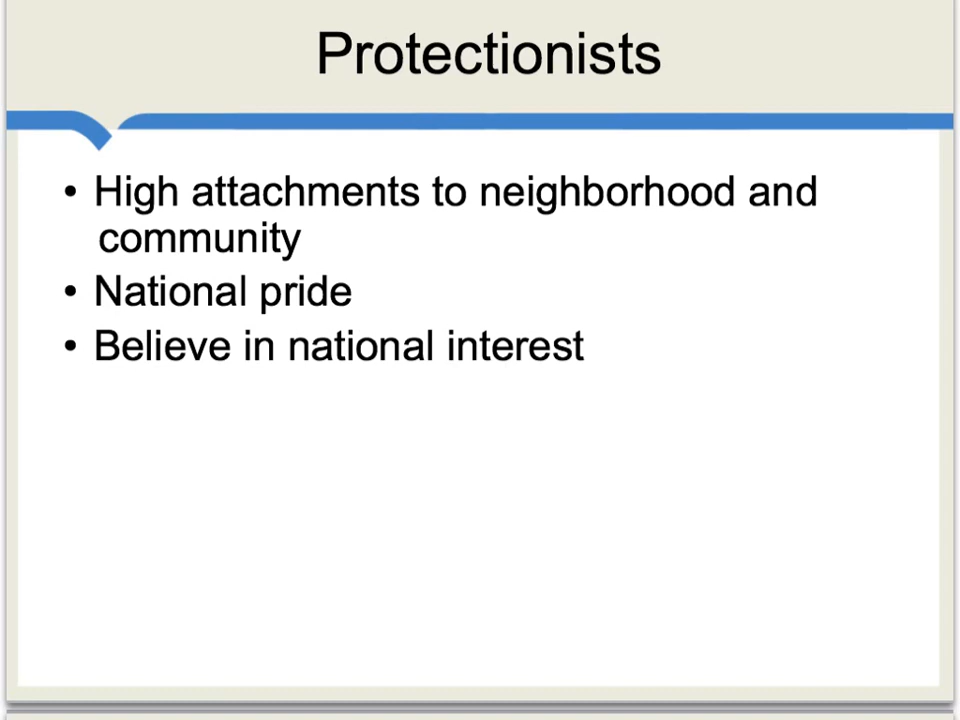 Protectionists
• High attachments to neighborhood and
community
• National pride
• Believe in national interest